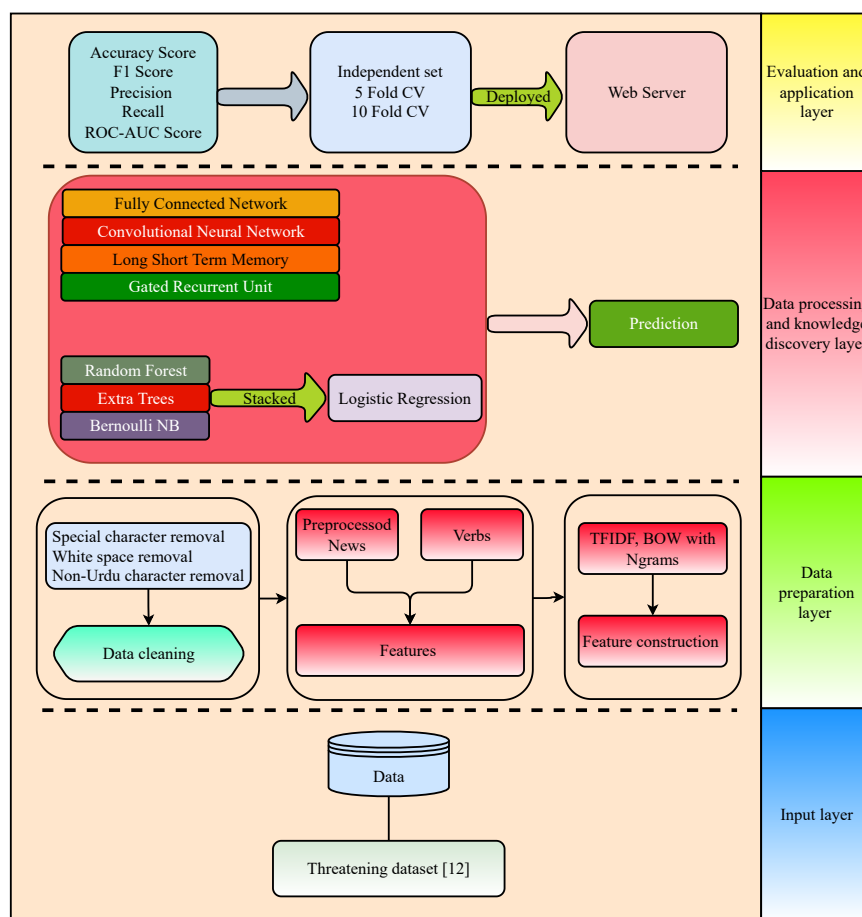 Accuracy Score
F1 Score
Precision
Recall
ROC-AUC Score
Independent set
5 Fold CV
10 Fold CV
Deployed
Web Server
Evaluation and
application
layer
Fully Connected Network
Convolutional Neural Network
Long Short Term Memory
Gated Recurrent Unit
Random Forest
Extra Trees
Bernoulli NB
Stacked
Logistic Regression
Prediction
Data processin
and knowledge
discovery laye
Special character removal
White space removal
Non-Urdu character removal
Data cleaning
Preprocessod
News
Verbs
Features
TFIDF, BOW with
Ngrams
Feature construction
Data
preparation
layer
Data
Threatening dataset [12]
Input layer